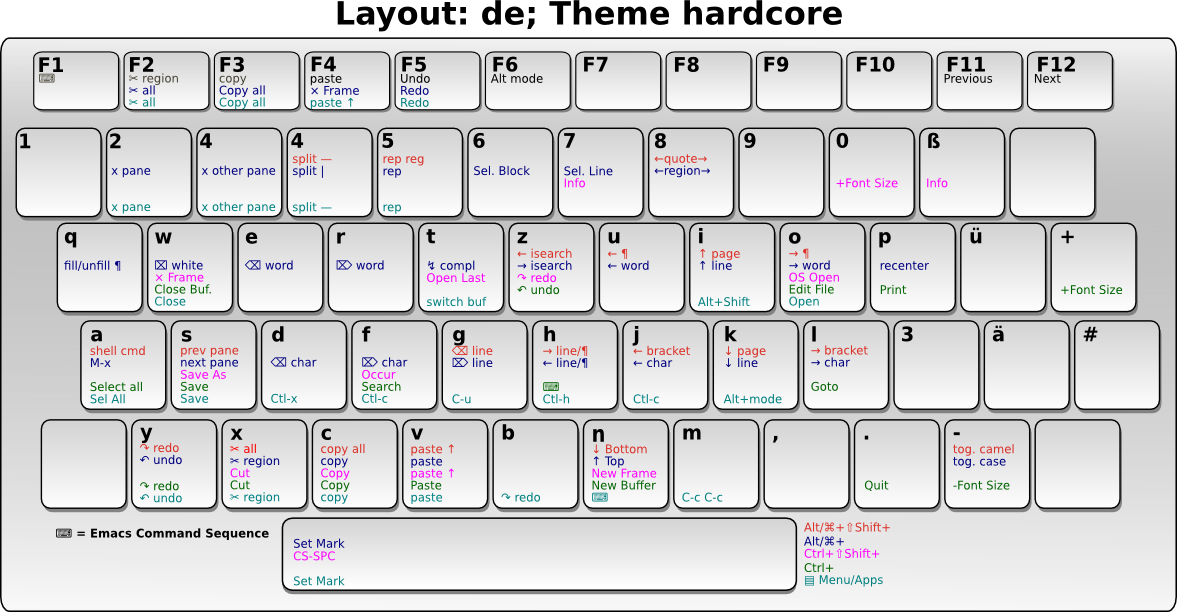 Layout: de; Theme hardcore
F1
⌨
F2
✂ region
✂ all
✂ all
F3
copy
Copy all
Copy all
F4
paste
× Frame
paste ↑
F5
Undo
Redo
Redo
F6
Alt mode
F7
F8
F9
F10
F11
Previous
F12
Next
1
2
x pane
x pane
4
x other pane
x other pane
4
split —
split |
split —
5
rep reg
rep
rep
6
Sel. Block
7
Sel. Line
Info
8
←quote→
←region→
9
0
+Font Size
ß
Info
q
fill/unfill ¶
w
⌧ white
× Frame
Close Buf.
Close
e
⌫ word
r
⌦ word
t
↯ compl
Open Last
switch buf
z
← isearch
→ isearch
↷ redo
↶ undo
u
← ¶
← word
i
↑ page
↑ line
Alt+Shift
o
→ ¶
→ word
OS Open
Edit File
Open
p
recenter
Print
ü
+
+Font Size
a
shell cmd
M-x
Select all
Sel All
s
prev pane
next pane
Save As
Save
Save
d
⌫ char
Ctl-x
f
⌦ char
Occur
Search
Ctl-c
g
⌫ line
⌦ line
C-u
h
→ line/¶
← line/¶
⌨
Ctl-h
j
← bracket
← char
Ctl-c
k
↓ page
↓ line
Alt+mode
l
→ bracket
→ char
Goto
3
ä
#
y
↷ redo
↶ undo
↷ redo
↶ undo
x
✂ all
✂ region
Cut
Cut
✂ region
c
copy all
copy
Copy
Copy
copy
v
paste ↑
paste
paste ↑
Paste
paste
b
↷ redo
n
↓ Bottom
↑ Top
New Frame
New Buffer
⌨
m
C-c C-c
,
.
Quit
-
tog. camel
tog. case
-Font Size
⌨ = Emacs Command Sequence
Set Mark
CS-SPC
Set Mark
Alt/⌘+⇧Shift+
Alt/⌘+
Ctrl+⇧Shift+
Ctrl+
▤ Menu/Apps